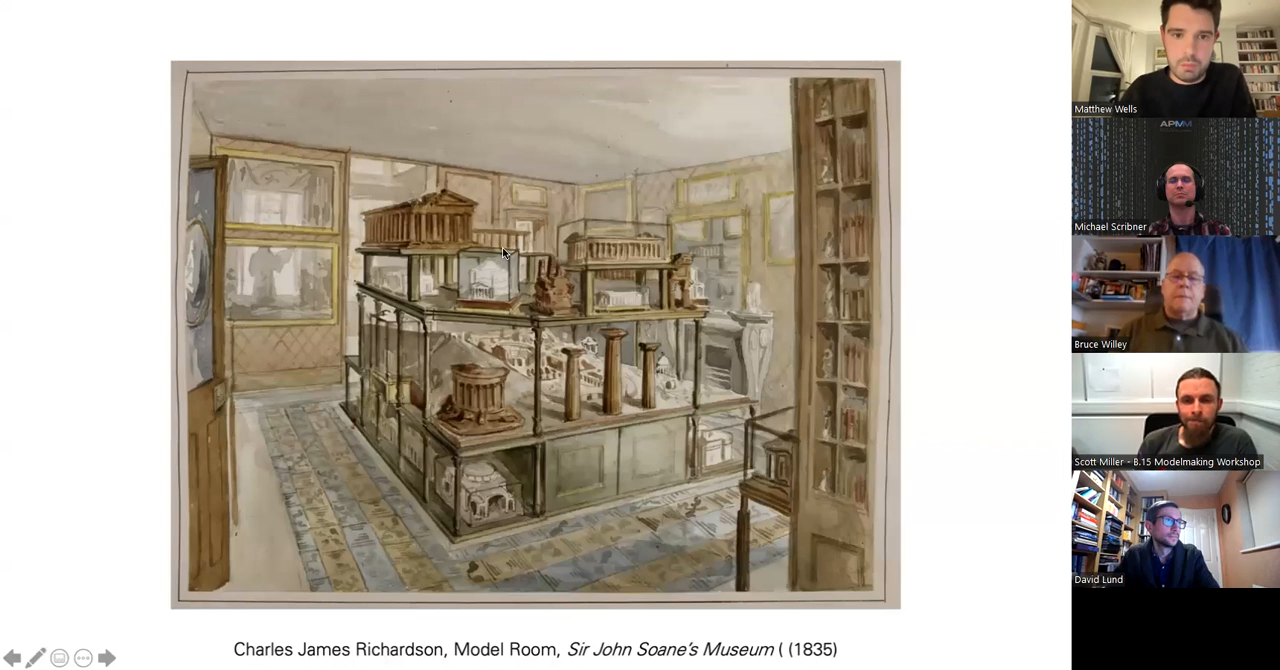 Matthew Wells
APMM
Michael Scribner
Bruce Willey
Scott Miller - B.15 Modelmaking Workshop
David Lund
Charles James Richardson, Model Room, Sir John Soane's Museum ( (1835)